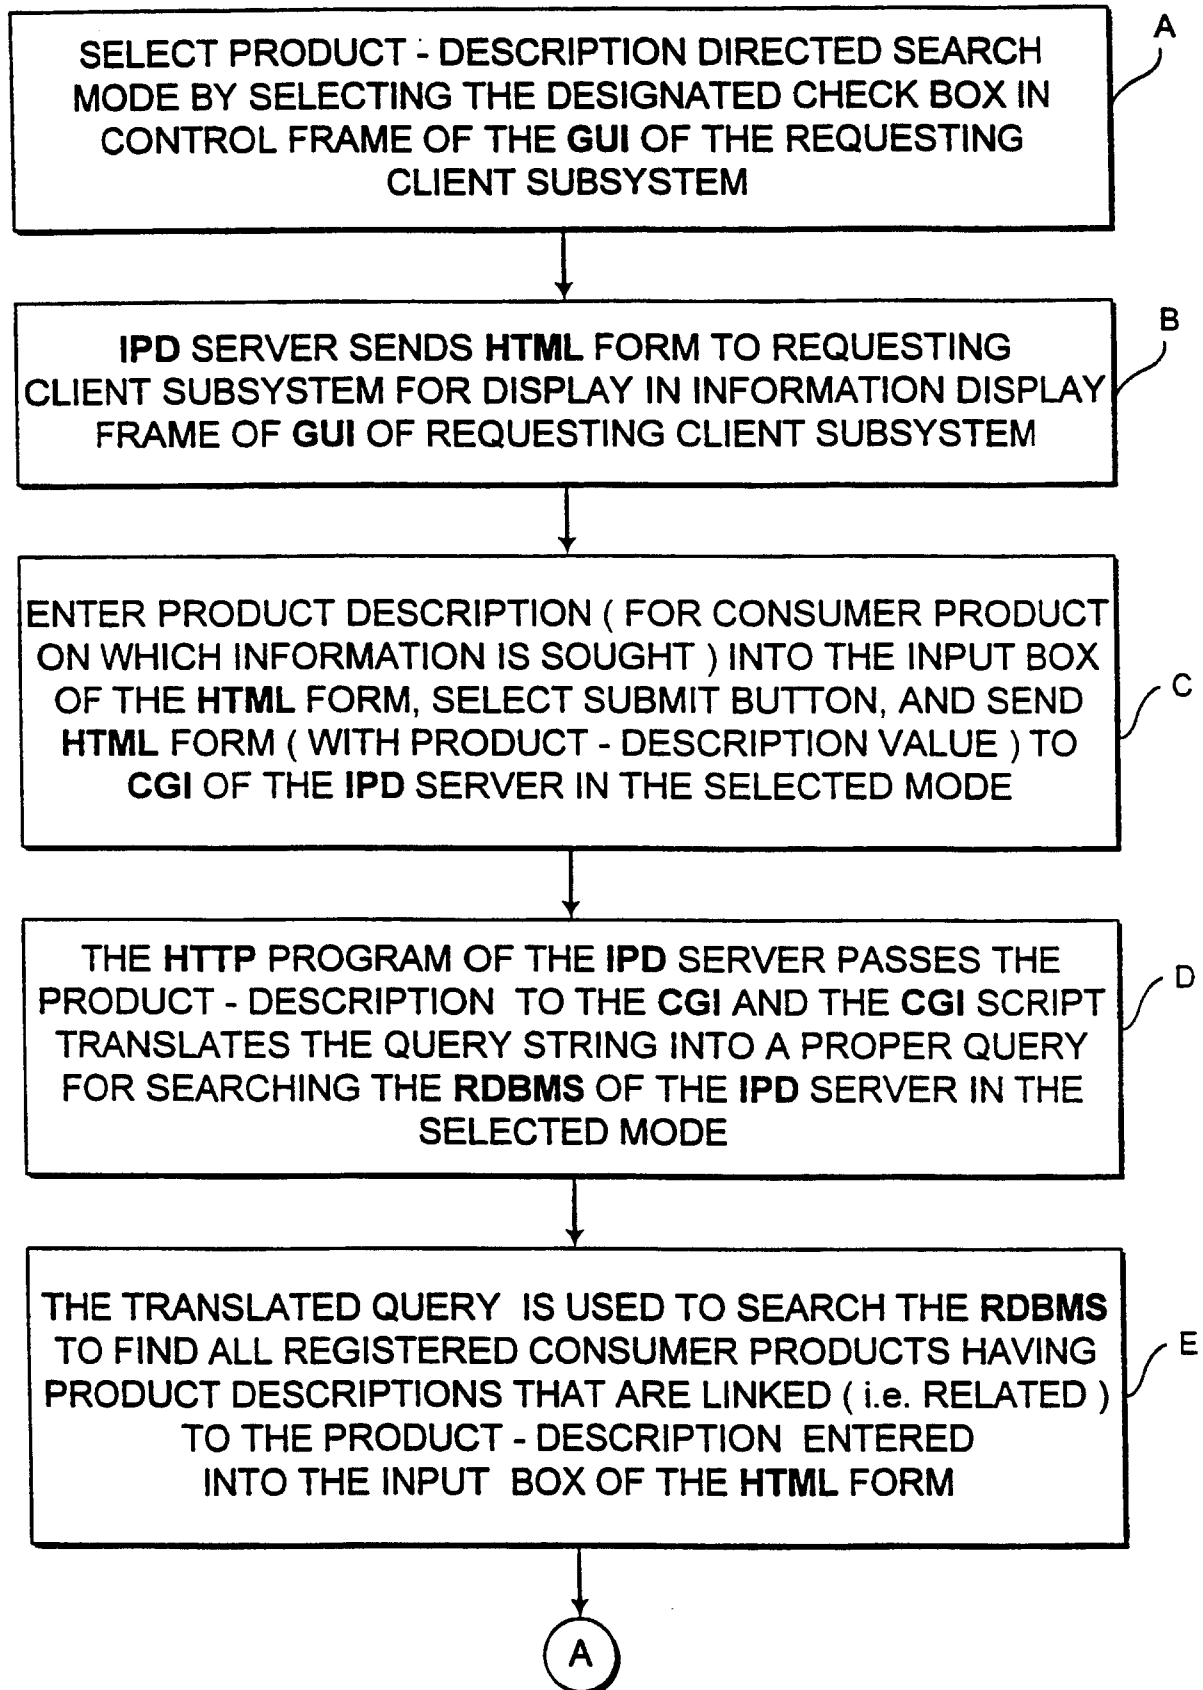 A
SELECT PRODUCT - DESCRIPTION DIRECTED SEARCH
MODE BY SELECTING THE DESIGNATED CHECK BOX IN
CONTROL FRAME OF THE GUI OF THE REQUESTING
CLIENT SUBSYSTEM
B
IPD SERVER SENDS HTML FORM TO REQUESTING
CLIENT SUBSYSTEM FOR DISPLAY IN INFORMATION DISPLAY
FRAME OF GUI OF REQUESTING CLIENT SUBSYSTEM
ENTER PRODUCT DESCRIPTION ( FOR CONSUMER PRODUCT
ON WHICH INFORMATION IS SOUGHT ) INTO THE INPUT BOX
OF THE HTML FORM, SELECT SUBMIT BUTTON, AND SEND
HTML FORM ( WITH PRODUCT - DESCRIPTION VALUE ) TO
CGI OF THE IPD SERVER IN THE SELECTED MODE
C
THE HTTP PROGRAM OF THE IPD SERVER PASSES THE
PRODUCT - DESCRIPTION TO THE CGI AND THE CGI SCRIPT
TRANSLATES THE QUERY STRING INTO A PROPER QUERY
FOR SEARCHING THE RDBMS OF THE IPD SERVER IN THE
SELECTED MODE
D
THE TRANSLATED QUERY IS USED TO SEARCH THE RDBMS
TO FIND ALL REGISTERED CONSUMER PRODUCTS HAVING
PRODUCT DESCRIPTIONS THAT ARE LINKED ( i.e. RELATED )
TO THE PRODUCT - DESCRIPTION ENTERED
INTO THE INPUT BOX OF THE HTML FORM
E
A